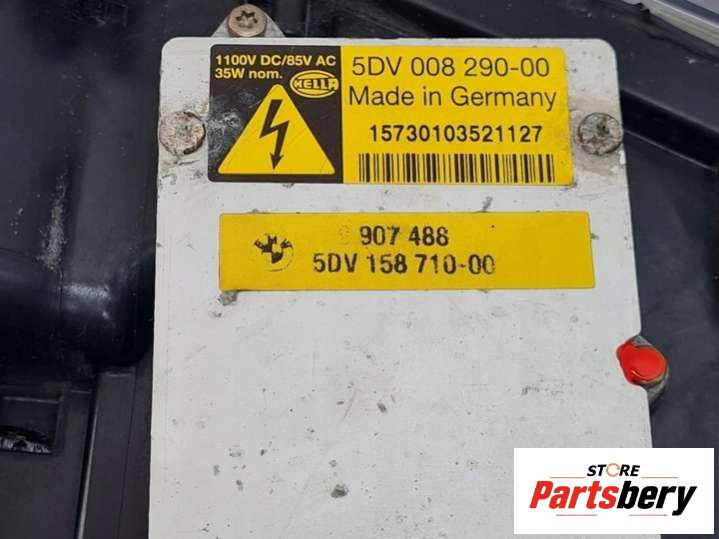 1100V DC/85V AC
35W nom.
HELLA
5DV 008 290-00
Made in Germany
15730103521127
907 488
5DV 158 710-00
STORE
Partsbery